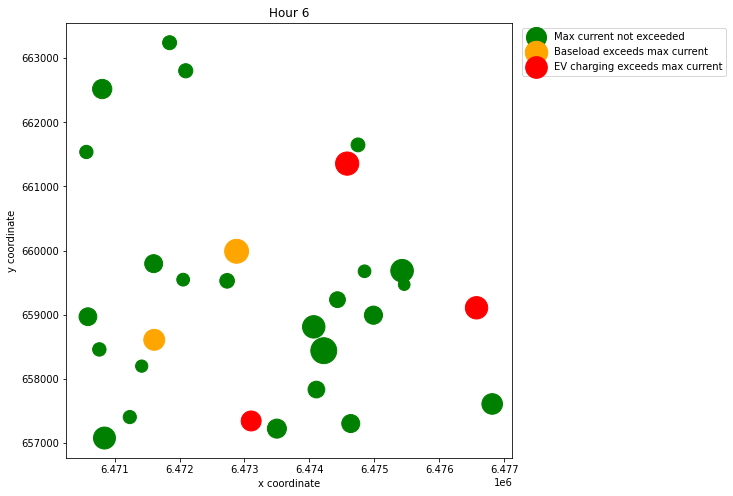 Hour 6
Max current not exceeded
Baseload exceeds max current
EV charging exceeds max current
663000
662000
661000
660000
659000
658000
657000
y coordinate
6.471 6.472 6.473 6.474 6.475 6.476 6.477
1e6
x coordinate